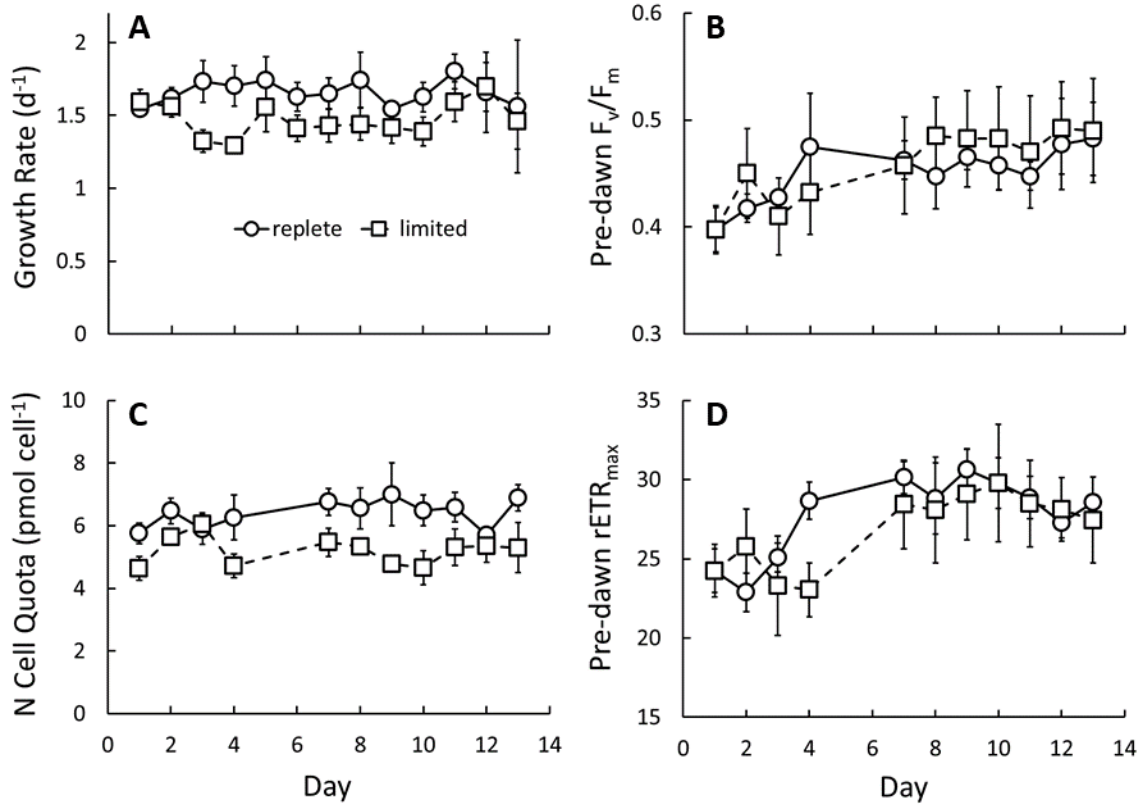 A
Growth Rate (d-1)
2
1.5
1
0.5
0
replete
limited
B
Pre-dawn Fv/Fm
0.6
0.5
0.4
0.3
C
N Cell Quota (pmol cell-1)
10
8
6
4
2
0
0 2 4 6 8 10 12 14
Day
D
Pre-dawn rETRmax
35
30
25
20
15
0 2 4 6 8 10 12 14
Day